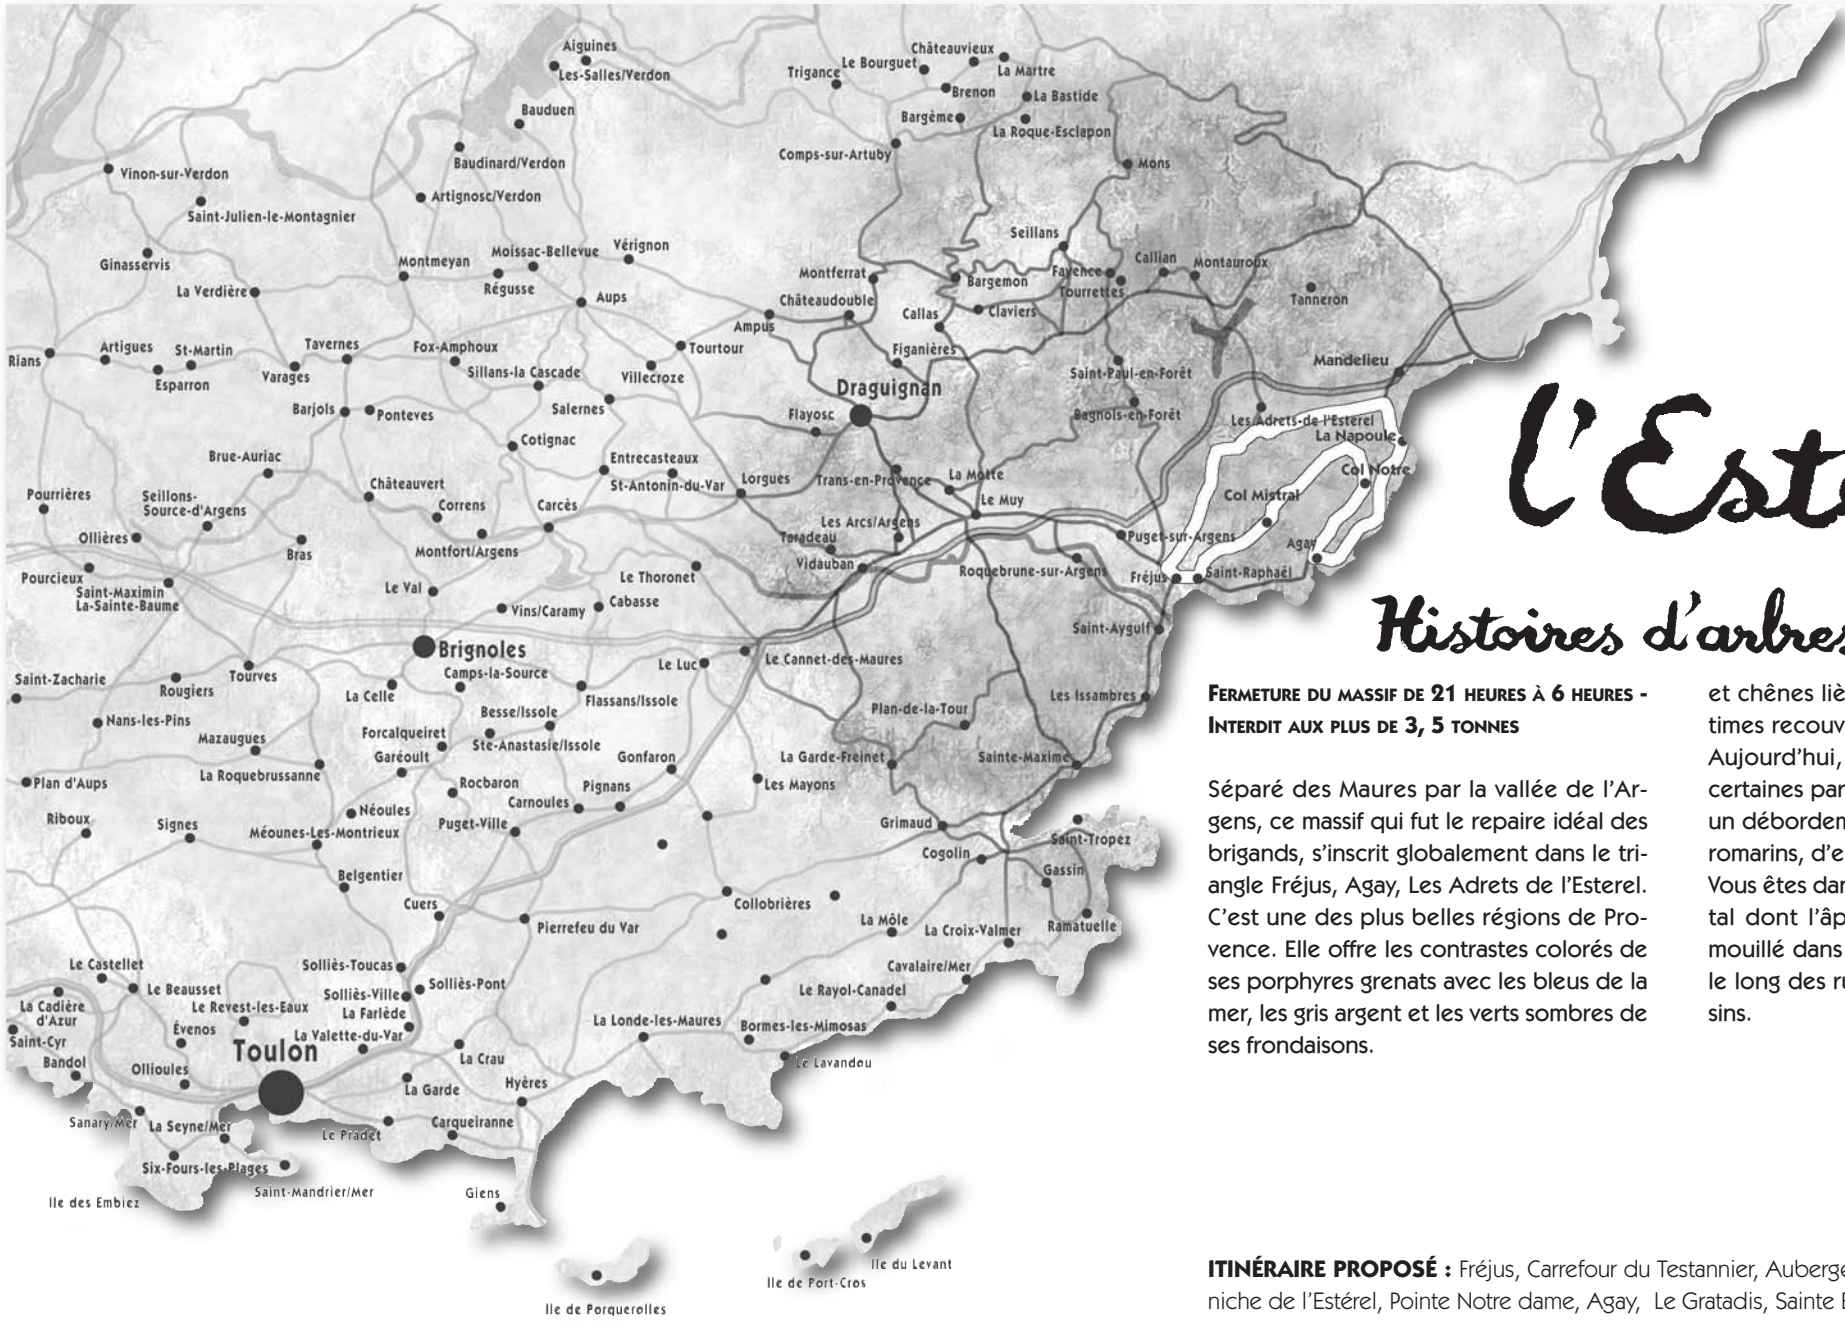 Aiguines
Les-Salles/Verdon
Bauduen
Baudinard/Verdon
Artignosc/Verdon
Vinon-sur-Verdon
Saint-Julien-le-Montagnier
Ginasservis
La Verdière
Montmeyan
Moissac-Bellevue
Régusse
Vérignon
Aups
Trigance
Le Bourguet
Châteauvieux
La Martre
Brenon
La Bastide
Bargème
La Roque-Esclapon
Comps-sur-Artuby
Mons
Seillans
Montferrat
Bargemon
Fayence
Tourrettes
Callian
Montauroux
Tanneron
Châteaudouble
Ampus
Callas
Claviers
Figanières
Rians
Artigues
St-Martin
Esparron
Varages
Tavernes
Fox-Amphoux
Sillans-la Cascade
Villecroze
Tourtour
Draguignan
Saint-Paul-en-Forêt
Mandelieu
Barjols
Ponteves
Salernes
Flayosc
Bagnols-en-Forêt
Les Adrets-de l'Esterel
La Napoule
Cotignac
Brue-Auriac
Entrecasteaux
St-Antonin-du-Var
Lorgues
Trans-en-Provence
La Motte
Le Muy
Col Notre
Col Mistral
Pourrières
Seillons-
Source-d'Argens
Châteauvert
Correns
Carcès
Les Arcs/Argens
Taradeau
Vidauban
Puget-sur-Argens
Agay
Ollières
Bras
Montfort/Argens
Roquebrune-sur-Argens
Fréjus
Saint-Raphaël
Pourcieux
Saint-Maximin
La-Sainte-Baume
Le Val
Vins/Caramy
Le Thoronet
Cabasse
Saint-Aygulf
Brignoles
Le Luc
Le Cannet-des-Maures
Saint-Zacharie
Rougiers
Tourves
La Celle
Camps-la-Source
Flassans/Issole
Les Issambres
Nans-les-Pins
Mazaugues
Forcalqueiret
Besse/Issole
Ste-Anastasie/Issole
Garéoult
Gonfaron
Plan-de-la-Tour
La Garde-Freinet
Sainte-Maxime
Plan d'Aups
La Roquebrussanne
Rocbaron
Carnoules
Pignans
Les Mayons
Riboux
Signes
Néoules
Méounes-Les-Montrieux
Puget-Ville
Grimaud
Saint-Tropez
Cogolin
Gassin
Belgentier
Cuers
Pierrefeu du Var
Collobrières
La Môle
La Croix-Valmer
Ramatuelle
Le Castellet
Le Beausset
Solliès-Toucas
Solliès-Pont
Solliès-Ville
Cavalaire/Mer
Le Rayol-Canadel
La Cadière
d'Azur
Le Revest-les-Eaux
La Farlède
Évenos
La Valette-du-Var
Saint-Cyr
Bandol
Toulon
La Londe-les-Maures
Bormes-les-Mimosas
Le Lavandou
Ollioules
La Crau
La Garde
Hyères
Sanary/Mer
La Seyne/Mer
Le Pradet
Carqueiranne
Six-Fours-les-Plages
Saint-Mandrier/Mer
Ile des Embiez
Giens
Ile de Porquerolles
Ile de Port-Cros
Ile du Levant
l'Este
Histoires d'arbres
FERMETURE DU MASSIF DE 21 HEURES À 6 HEURES -
INTERDIT AUX PLUS DE 3, 5 TONNES
Séparé des Maures par la vallée de l'Ar-
gens, ce massif qui fut le repaire idéal des
brigands, s'inscrit globalement dans le tri-
angle Fréjus, Agay, Les Adrets de l'Esterel.
C'est une des plus belles régions de Pro-
vence. Elle offre les contrastes colorés de
ses porphyres grenats avec les bleus de la
mer, les gris argent et les verts sombres de
ses frondaisons.
et chênes liè
times recouv
Aujourd'hui,
certaines par
un débordem
romarins, d'e
Vous êtes dan
tal dont l'âp
mouillé dans
le long des ru
sins.
ITINÉRAIRE PROPOSÉ : Fréjus, Carrefour du Testannier, Auberge
niche de l'Estérel, Pointe Notre dame, Agay, Le Gratadis, Sainte